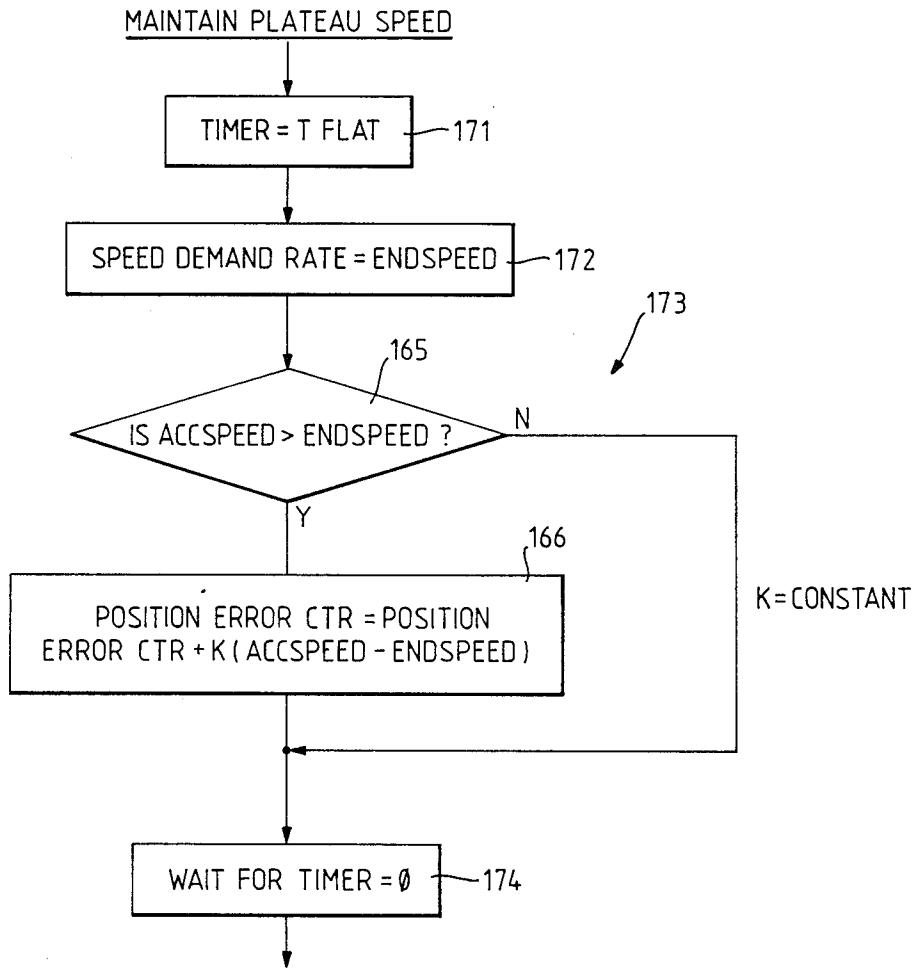 MAINTAIN PLATEAU SPEED
TIMER = T FLAT
171
SPEED DEMAND RATE = ENDSPEED
172
173
165
IS ACCSPEED > ENDSPEED ?
N
Y
166
POSITION ERROR CTR = POSITION
ERROR CTR + K (ACCSPEED - ENDSPEED)
K = CONSTANT
WAIT FOR TIMER = Ø
174